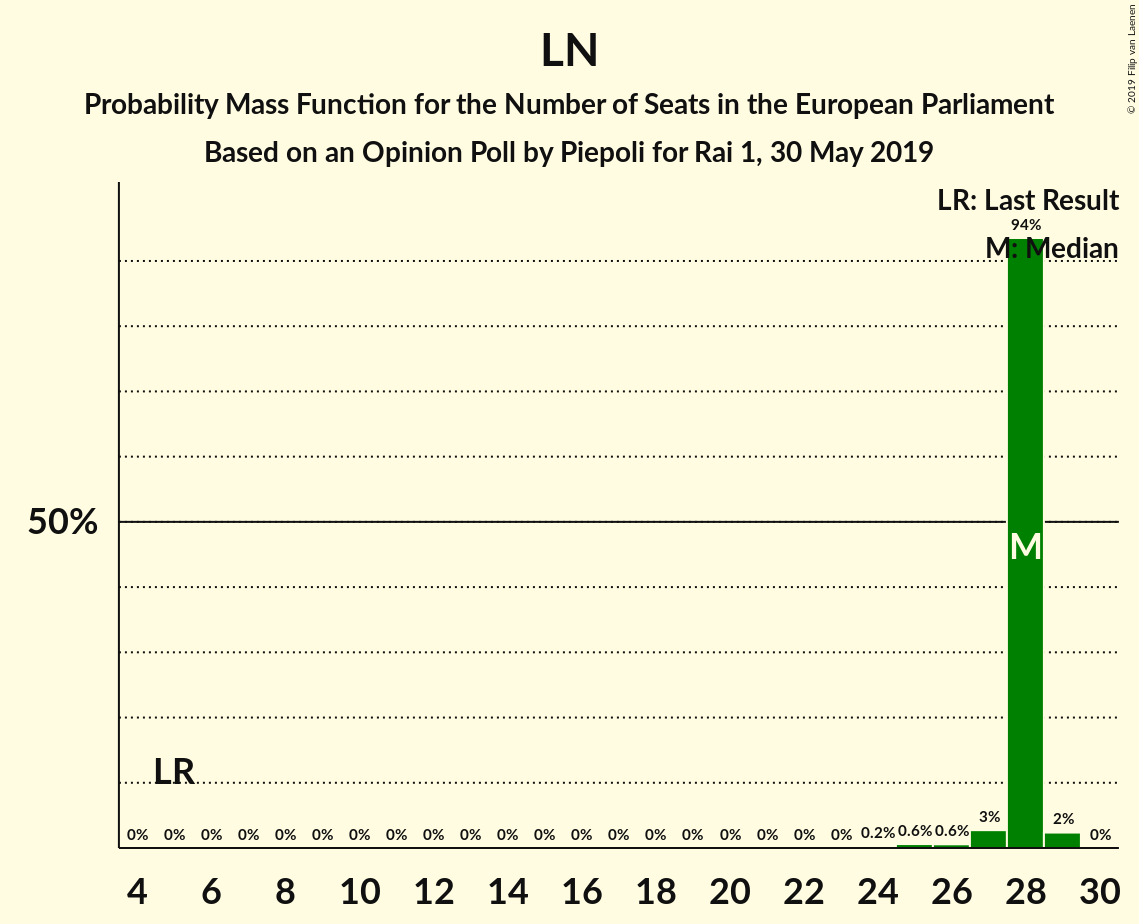 LN
Probability Mass Function for the Number of Seats in the European Parliament
Based on an Opinion Poll by Piepoli for Rai 1, 30 May 2019
© 2019 Filip van Laenen
LR: Last Result
94%
M: Median
50%
M
LR
0% 0% 0% 0% 0% 0% 0% 0% 0% 0% 0% 0% 0% 0% 0% 0% 0% 0% 0% 0% 0.2% 0.6% 0.6% 3% 2% 0%
4 6 8 10 12 14 16 18 20 22 24 26 28 30